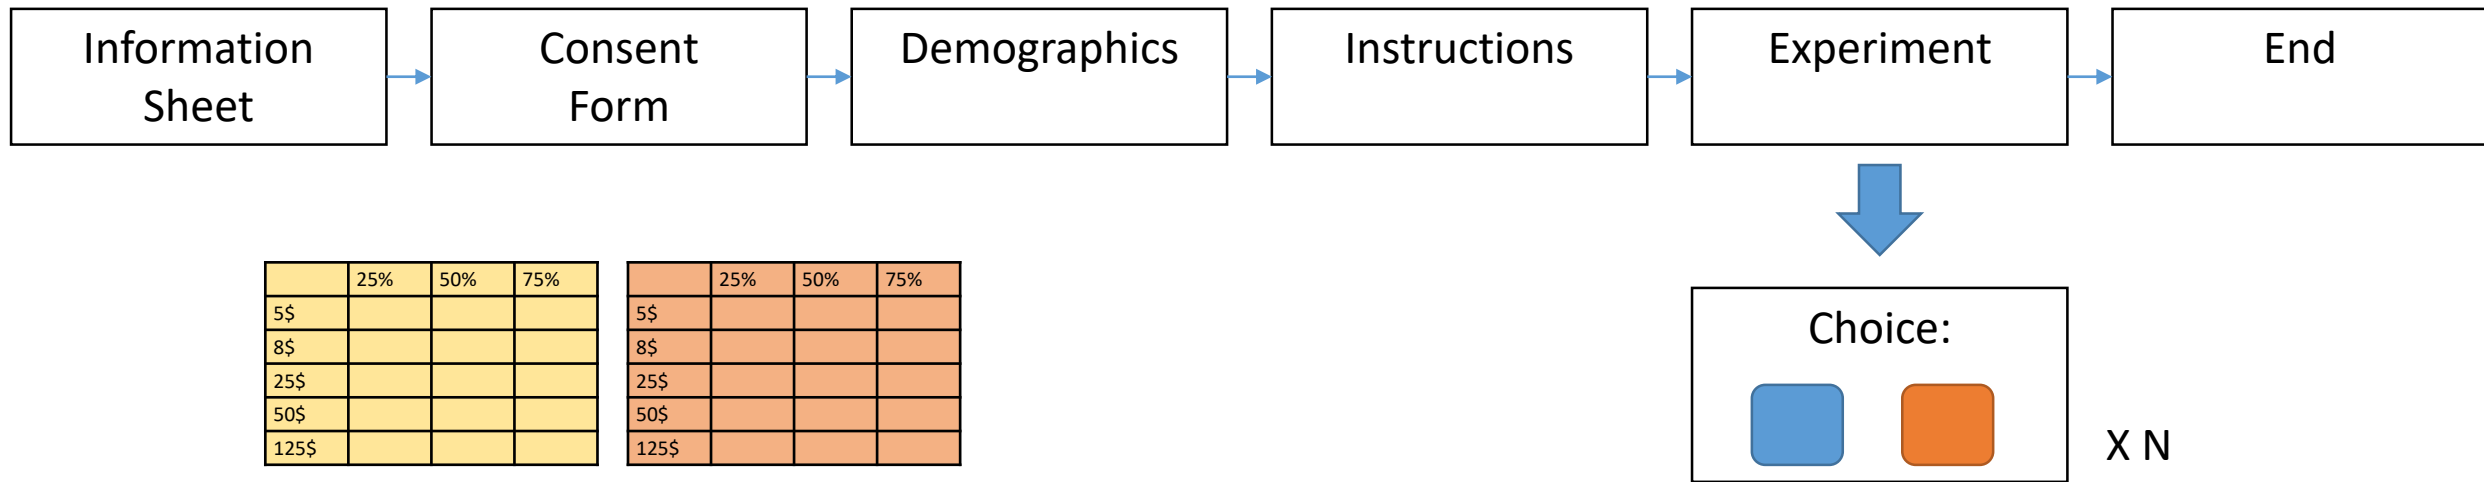 Information
Sheet
Consent
Form
Demographics
Instructions
Experiment
End
25% 50% 75%
5$
8$
25$
50$
125$
25% 50% 75%
5$
8$
25$
50$
125$
Choice:
X N